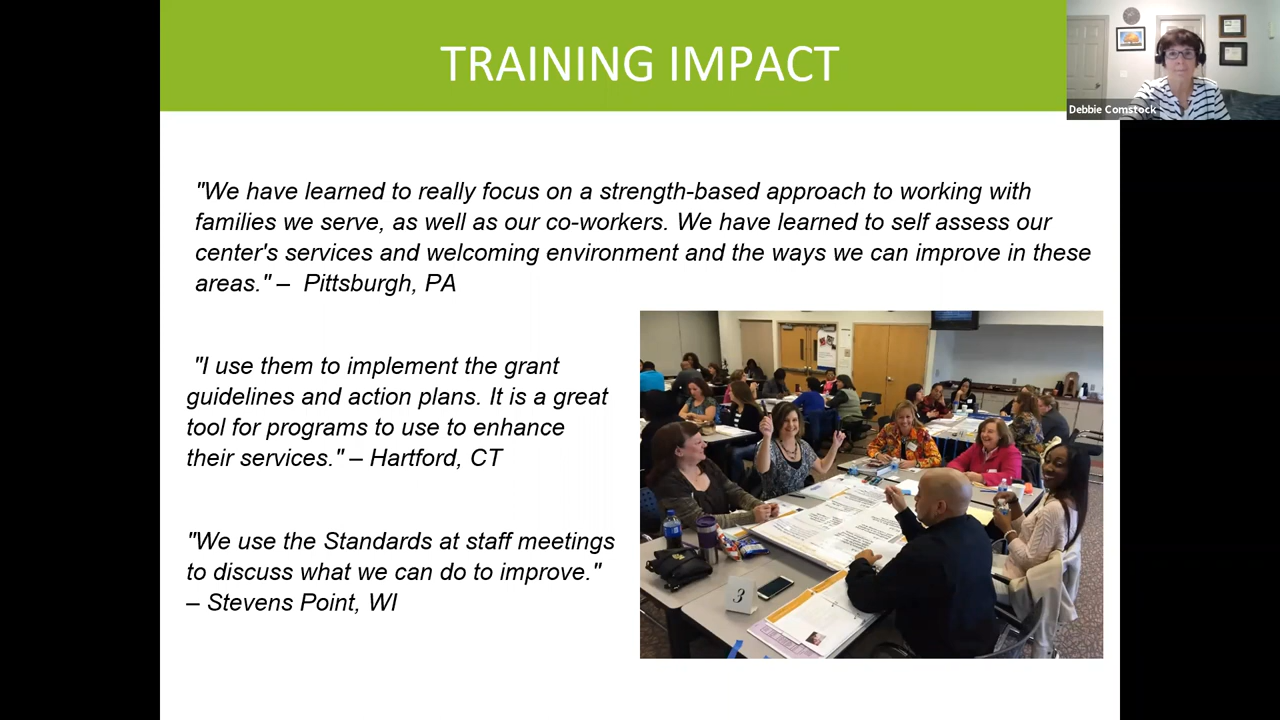 TRAINING IMPACT
Debbie Comstock
"We have learned to really focus on a strength-based approach to working with
families we serve, as well as our co-workers. We have learned to self assess our
center's services and welcoming environment and the ways we can improve in these
areas." – Pittsburgh, PA
"I use them to implement the grant
guidelines and action plans. It is a great
tool for programs to use to enhance
their services." – Hartford, CT
"We use the Standards at staff meetings
to discuss what we can do to improve."
– Stevens Point, WI
3